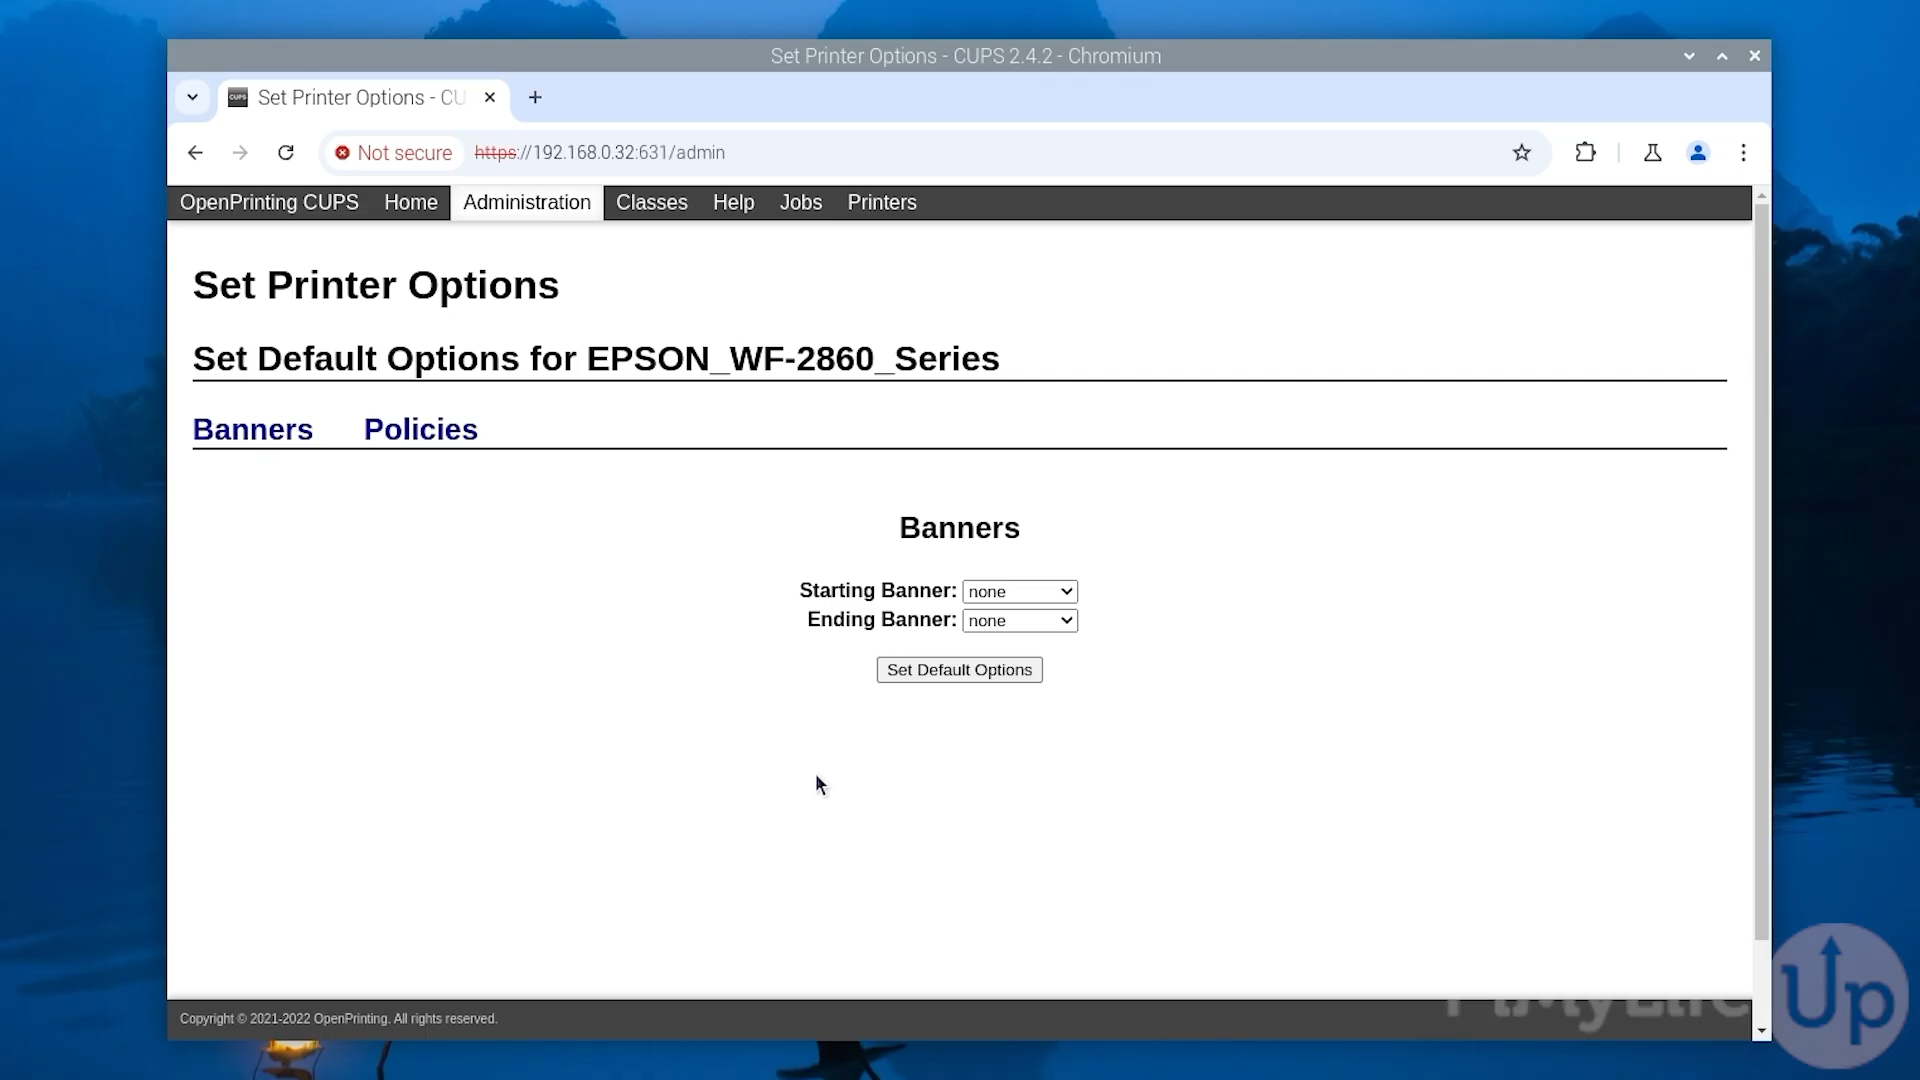 Set Printer Options - CUPS 2.4.2 - Chromium
CUPS Set Printer Options - CU
Not secure https://192.168.0.32:631/admin
OpenPrinting CUPS Home Administration Classes Help Jobs Printers
Set Printer Options
Set Default Options for EPSON_WF-2860_Series
Banners Policies
Banners
Starting Banner: none
Ending Banner: none
Set Default Options
Copyright © 2021-2022 OpenPrinting. All rights reserved.
PiMyLife
Up